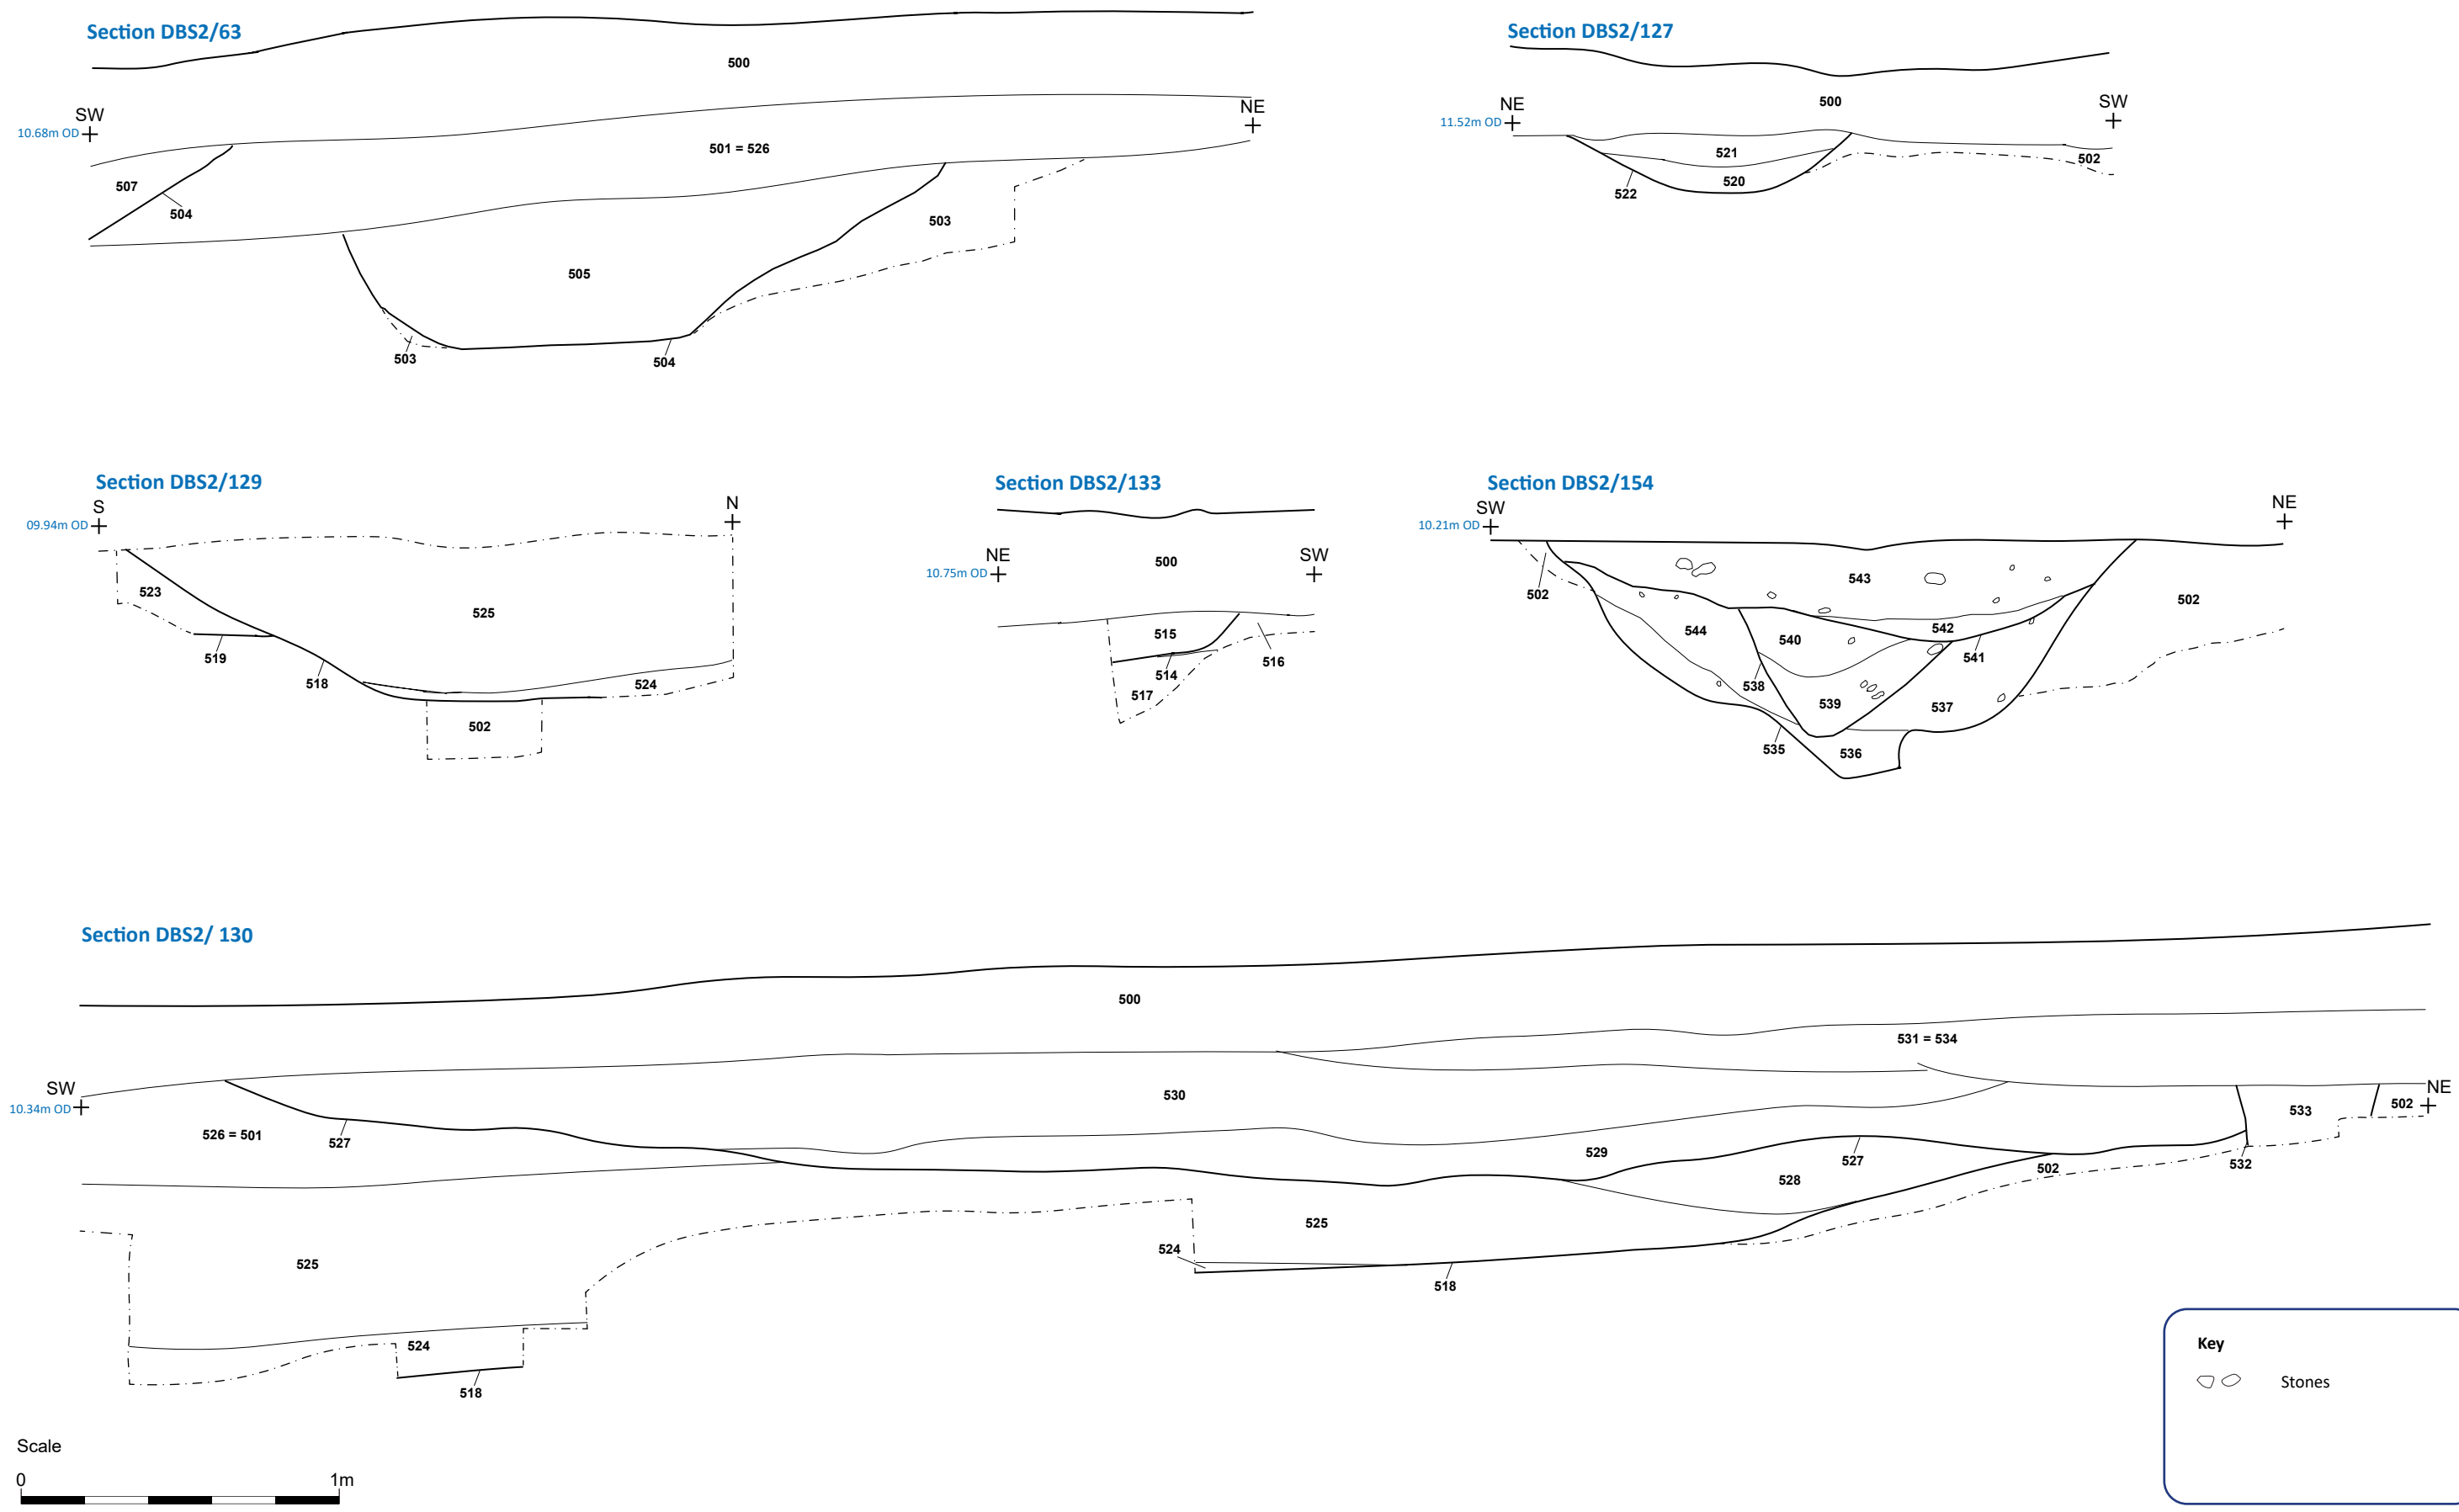 Section DBS2/63
500
SW
10.68m OD
NE
501 = 526
507
504
503
505
503
504
Section DBS2/127
500
NE
11.52m OD
SW
521
502
520
522
Section DBS2/129
S
09.94m OD
N
523
525
519
518
524
502
Section DBS2/133
500
NE
10.75m OD
SW
515
516
514
517
Section DBS2/154
SW
10.21m OD
NE
543
502
502
544
540
542
541
538
539
537
535
536
Section DBS2/ 130
500
531 = 534
SW
10.34m OD
NE
530
526 = 501
527
533
502
529
527
532
502
528
525
524
525
518
524
518
Key
Stones
Scale
0
1m